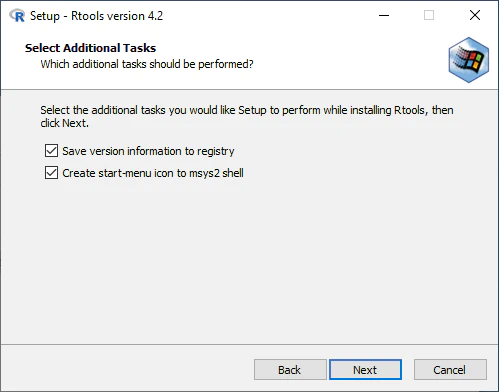 Setup - Rtools version 4.2
Select Additional Tasks
Which additional tasks should be performed?
Select the additional tasks you would like Setup to perform while installing Rtools, then
click Next.
Save version information to registry
Create start-menu icon to msys2 shell
Back
Next
Cancel